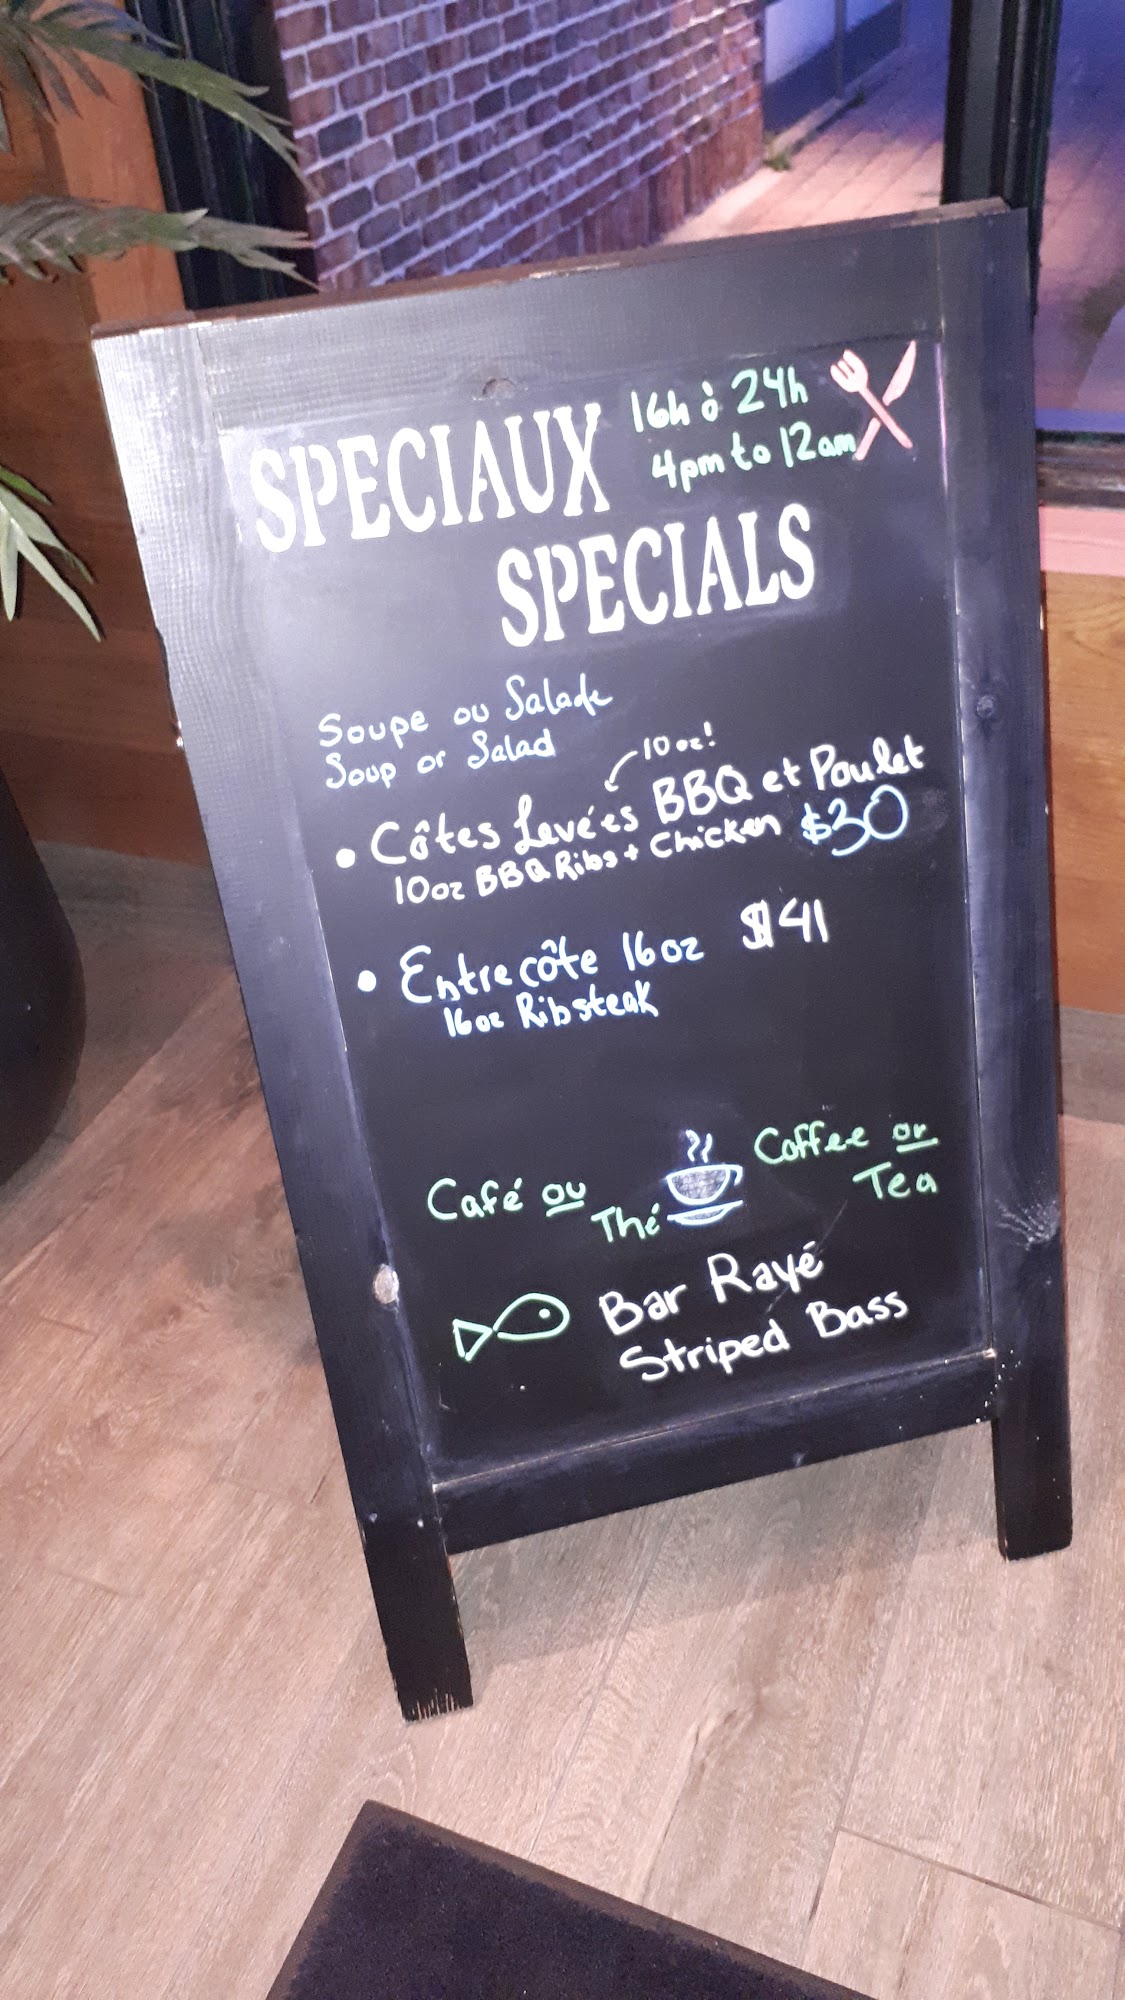 SPECIAUX
16h à 24h
4pm to 12am
SPECIALS
Soupe ou Salade
Soup or Salad
10oz!
• Côtes Levées BBQ et Poulet
10oz BBQ Ribs + Chicken $30
• Entrecôte 16oz $41
16oz Ribsteak
Café ou
Thé
Coffee or
Tea
Bar Rayé
Striped Bass